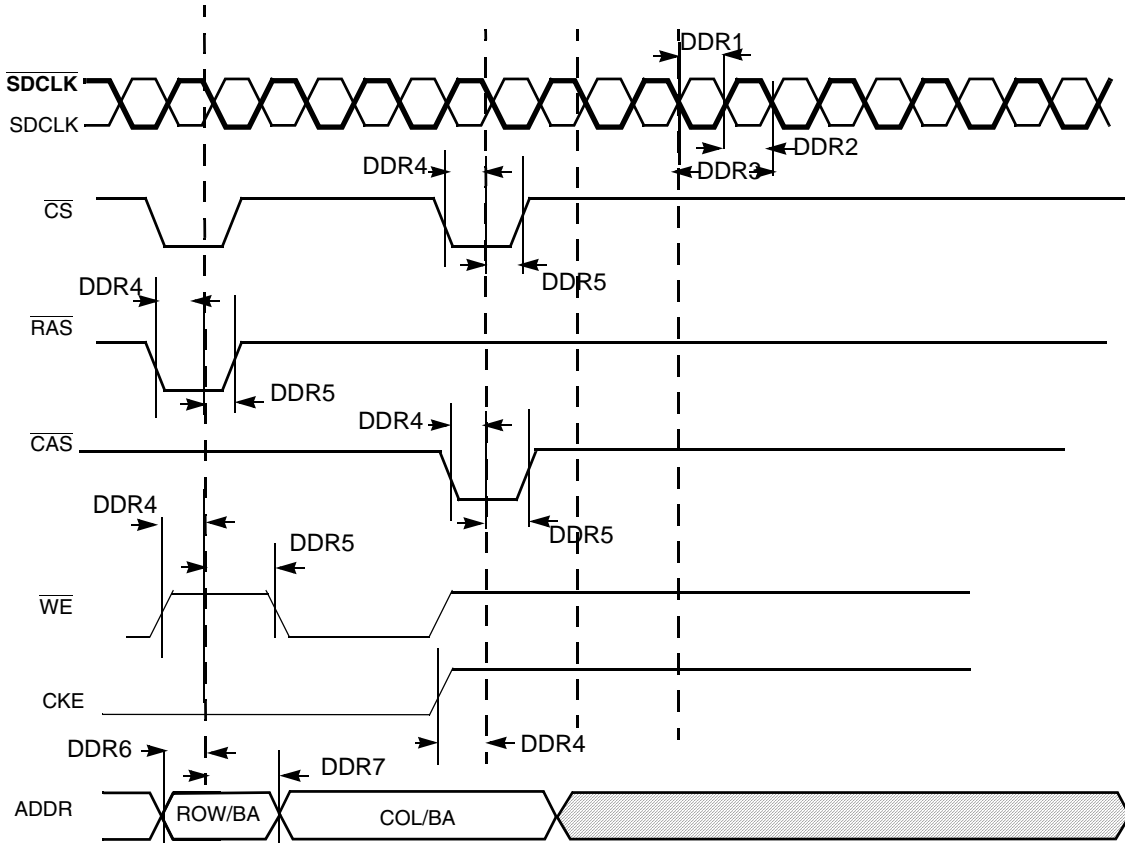 DDR1
SDCLK
SDCLK
DDR2
DDR4
DDR3
CS
DDR4
DDR5
RAS
DDR5
DDR4
CAS
DDR4
DDR5
DDR5
WE
CKE
DDR6
DDR4
DDR7
ADDR
ROW/BA
COL/BA